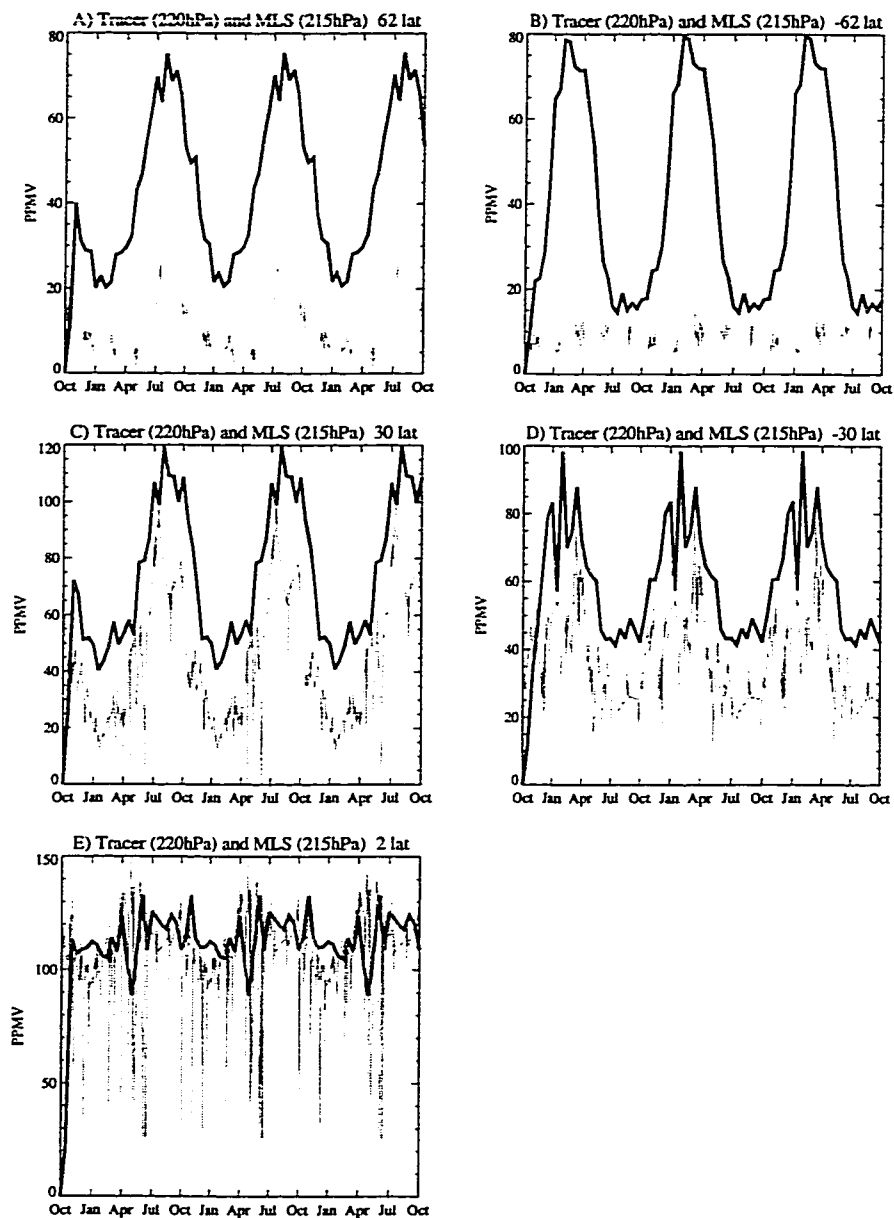 A) Tracer (220hPa) and MLS (215hPa) 62 lat
80
60
40
20
0
PPMV
Oct Jan Apr Jul Oct Jan Apr Jul Oct Jan Apr Jul Oct
B) Tracer (220hPa) and MLS (215hPa) -62 lat
80
60
40
20
0
PPMV
Oct Jan Apr Jul Oct Jan Apr Jul Oct Jan Apr Jul Oct
C) Tracer (220hPa) and MLS (215hPa) 30 lat
120
100
80
60
40
20
0
PPMV
Oct Jan Apr Jul Oct Jan Apr Jul Oct Jan Apr Jul Oct
D) Tracer (220hPa) and MLS (215hPa) -30 lat
100
80
60
40
20
0
PPMV
Oct Jan Apr Jul Oct Jan Apr Jul Oct Jan Apr Jul Oct
E) Tracer (220hPa) and MLS (215hPa) 2 lat
150
100
50
0
PPMV
Oct Jan Apr Jul Oct Jan Apr Jul Oct Jan Apr Jul Oct